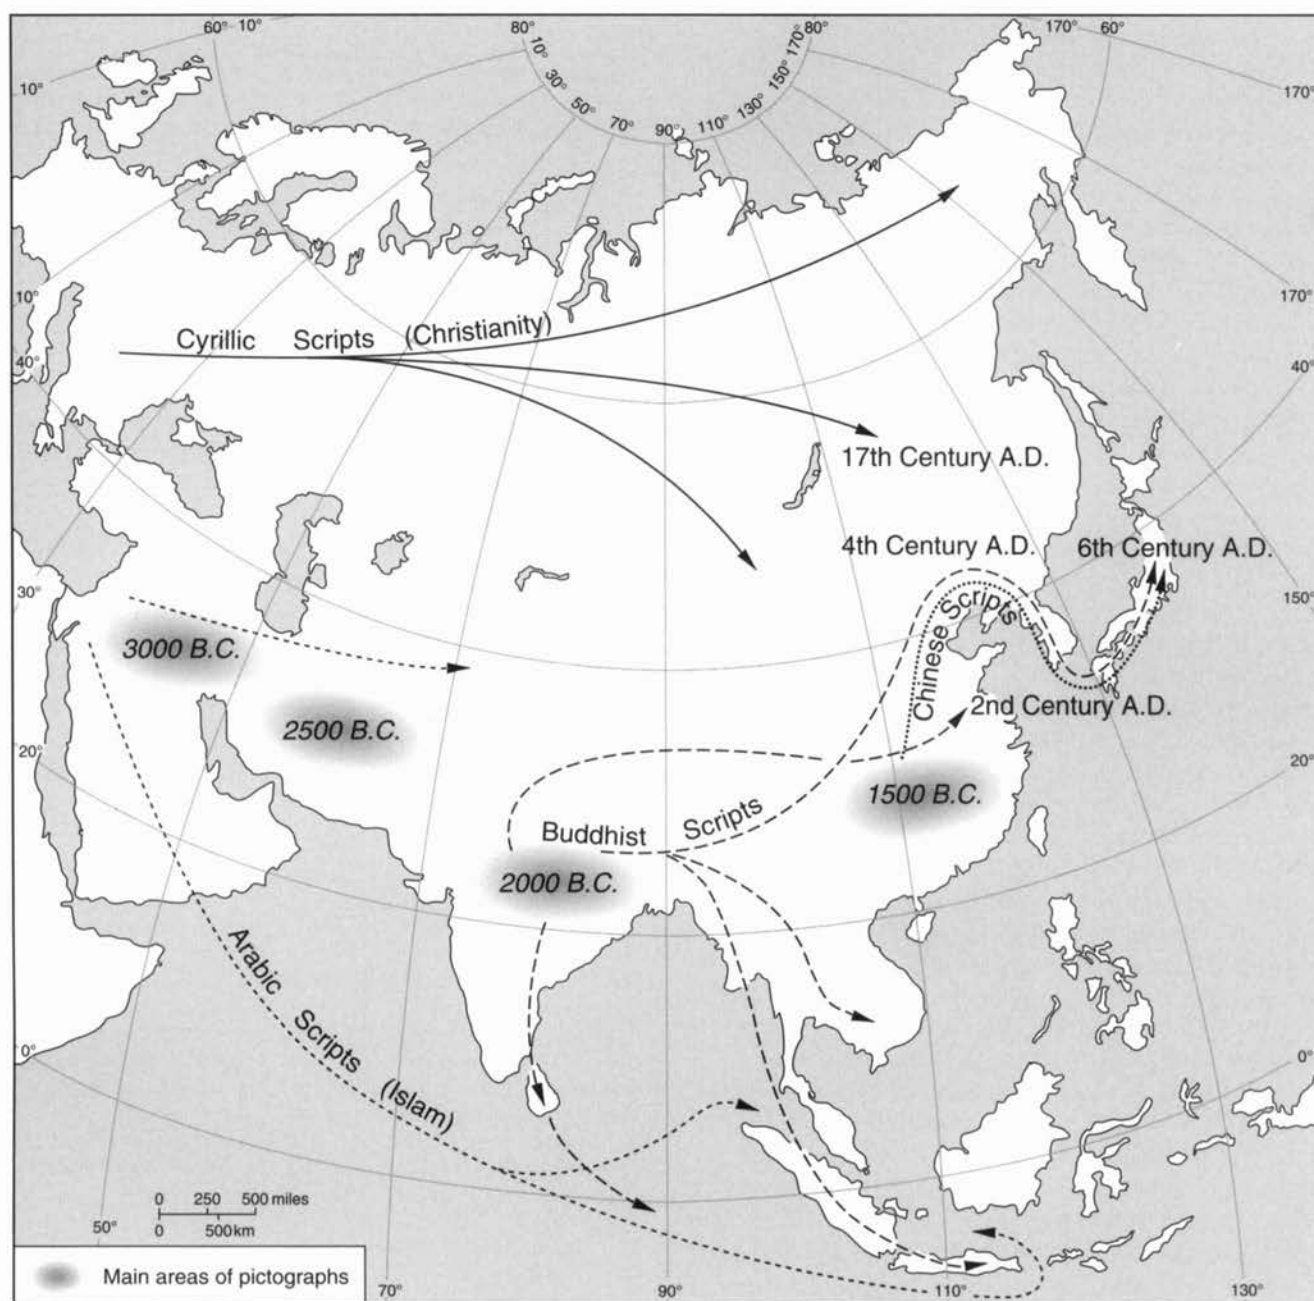 60° 10° 80° 170° 60°
10° 80°
10° 30° 50° 70° 90° 110° 130° 150° 170°
10° 170°
Cyrillic Scripts (Christianity)
10° 170°
40° 40°
17th Century A.D.
4th Century A.D.
6th Century A.D.
30° 150°
3000 B.C.
Chinese Scripts
2500 B.C.
2nd Century A.D.
20° 20°
1500 B.C.
Buddhist Scripts
2000 B.C.
Arabic Scripts (Islam)
0° 0°
0 250 500 miles
0 500 km
50°
Main areas of pictographs
70° 90° 110° 130°